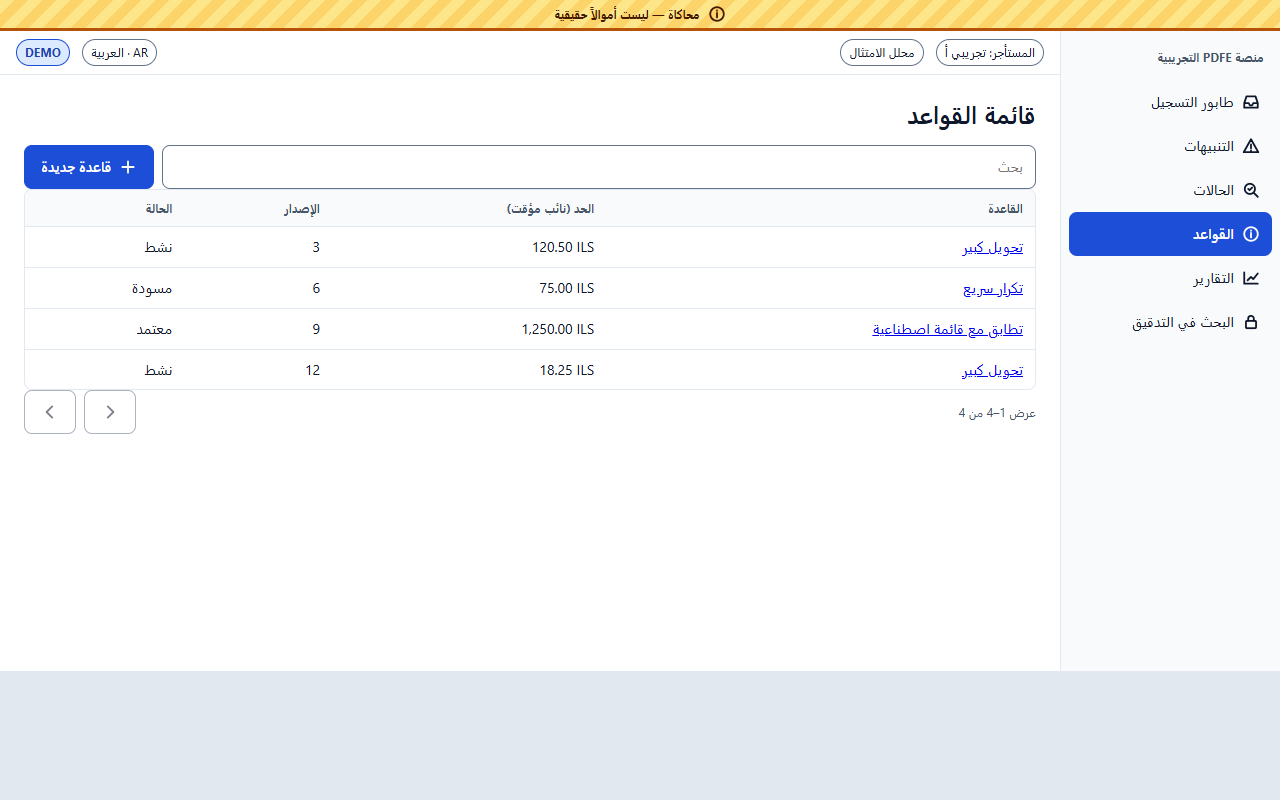 محاكاة — ليست أموالاً حقيقية
منصة PDFE التجريبية
المستأجر: تجريبي أ
محلل الامتثال
AR · العربية
DEMO
طابور التسجيل
التنبيهات
الحالات
القواعد
التقارير
البحث في التدقيق
قائمة القواعد
بحث
قاعدة جديدة
القاعدة الحد (نائب مؤقت) الإصدار الحالة
تحويل كبير 120.50 ILS 3 نشط
تكرار سريع 75.00 ILS 6 مسودة
تطابق مع قائمة اصطناعية 1,250.00 ILS 9 معتمد
تحويل كبير 18.25 ILS 12 نشط
عرض 1–4 من 4